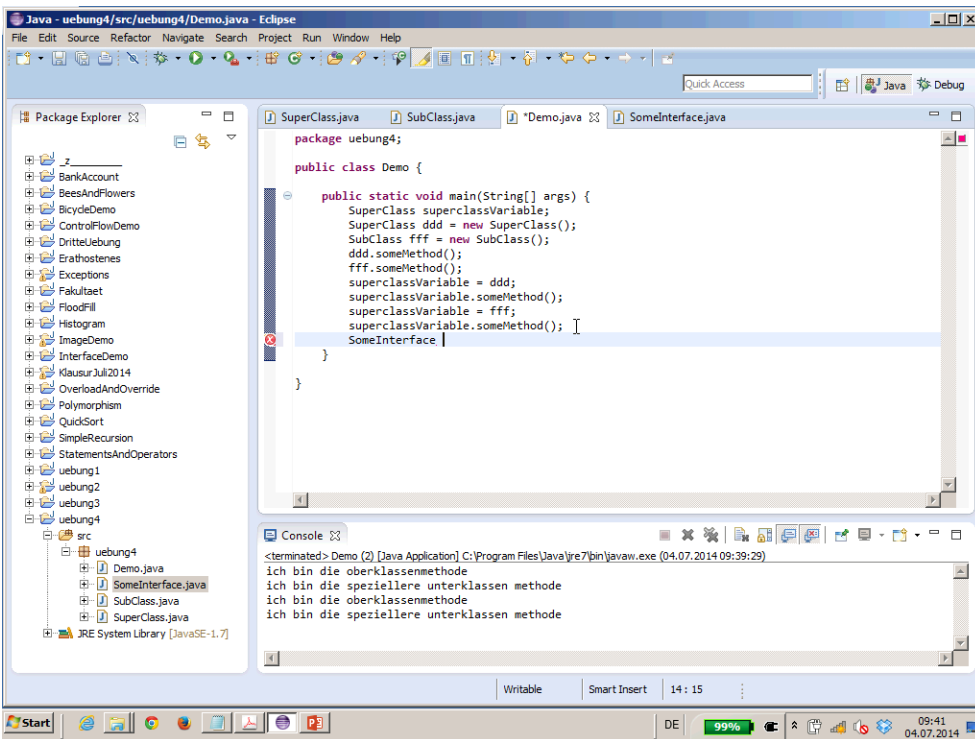 Java - uebung4/src/uebung4/Demo.java - Eclipse
File Edit Source Refactor Navigate Search Project Run Window Help
Quick Access
Java
Debug
Package Explorer
_z_________
BankAccount
BeesAndFlowers
BicycleDemo
ControlFlowDemo
DritteUebung
Erathostenes
Exceptions
Fakultaet
FloodFill
Histogram
ImageDemo
InterfaceDemo
KlausurJuli2014
OverloadAndOverride
Polymorphism
QuickSort
SimpleRecursion
StatementsAndOperators
uebung1
uebung2
uebung3
uebung4
src
uebung4
Demo.java
SomeInterface.java
SubClass.java
SuperClass.java
JRE System Library [JavaSE-1.7]
SuperClass.java SubClass.java *Demo.java SomeInterface.java
package uebung4;
public class Demo {
public static void main(String[] args) {
SuperClass superclassVariable;
SuperClass ddd = new SuperClass();
SubClass fff = new SubClass();
ddd.someMethod();
fff.someMethod();
superclassVariable = ddd;
superclassVariable.someMethod();
superclassVariable = fff;
superclassVariable.someMethod();
SomeInterface
}
}
Console
<terminated> Demo (2) [Java Application] C:\Program Files\Java\jre7\bin\javaw.exe (04.07.2014 09:39:29)
ich bin die oberklassenmethode
ich bin die speziellere unterklassen methode
ich bin die oberklassenmethode
ich bin die speziellere unterklassen methode
Writable Smart Insert 14 : 15
Start
DE
99%
09:41
04.07.2014